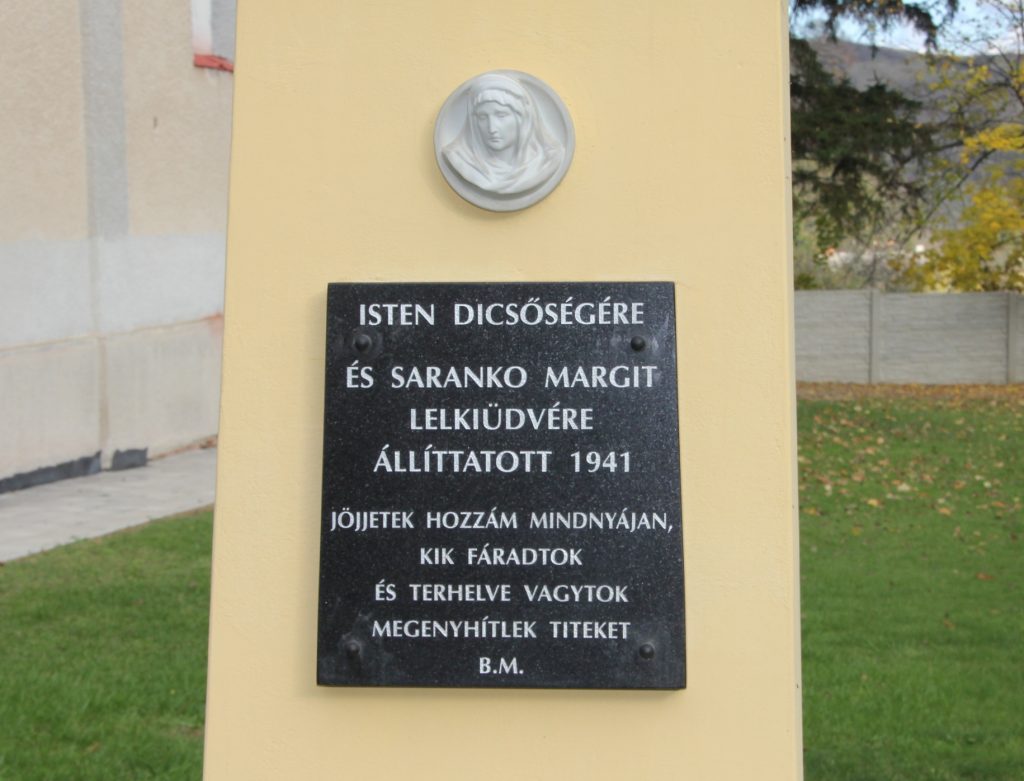 ISTEN DICSŐSÉGÉRE
ÉS SARANKO MARGIT
LELKIÜDVÉRE
ÁLLÍTTATOTT 1941
JÖJJETEK HOZZÁM MINDNYÁJAN,
KIK FÁRADTOK
ÉS TERHELVE VAGYTOK
MEGENYHÍTLEK TITEKET
B.M.